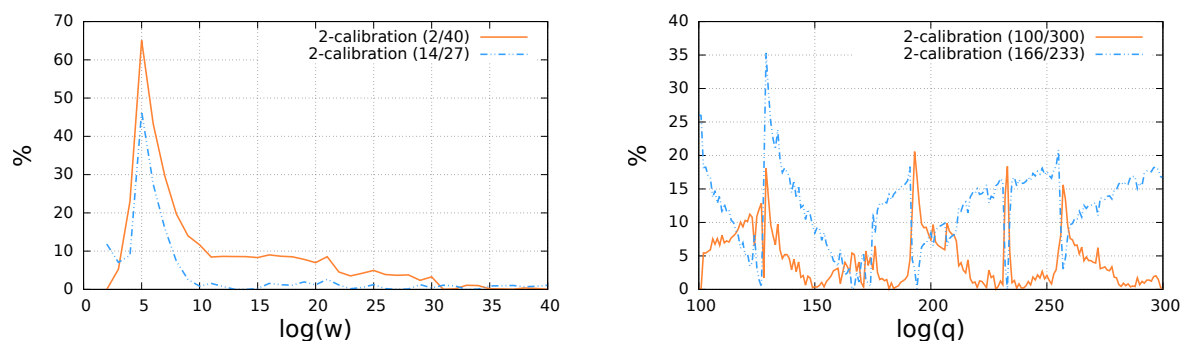 70
60
50
40
30
20
10
0
%
2-calibration (2/40)
2-calibration (14/27)
0 5 10 15 20 25 30 35 40
log(w)
40
35
30
25
20
15
10
5
0
%
2-calibration (100/300)
2-calibration (166/233)
100 150 200 250 300
log(q)